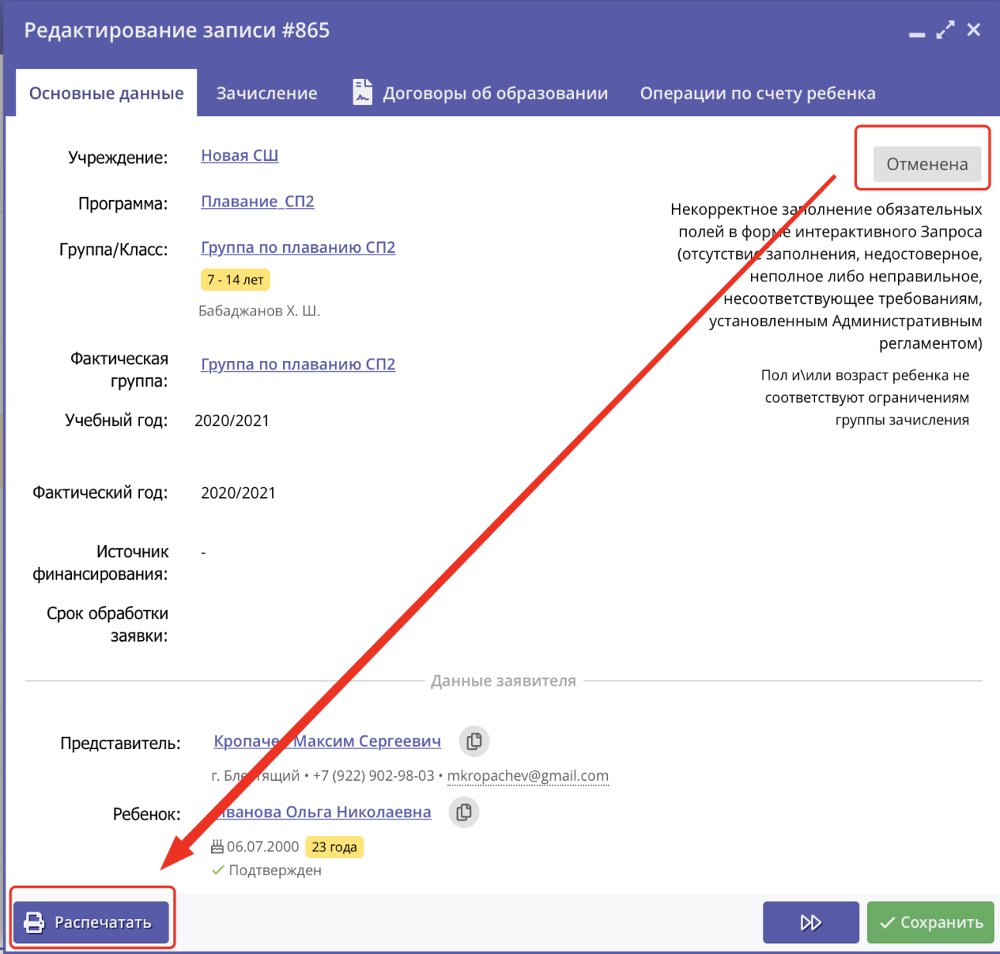 Редактирование записи #865
Основные данные
Зачисление
Договоры об образовании
Операции по счету ребенка
Учреждение:
Новая СШ
Отменена
Программа:
Плавание_СП2
Некорректное заполнение обязательных
полей в форме интерактивного Запроса
(отсутствие заполнения, недостоверное,
неполное либо неправильное,
несоответствующее требованиям,
установленным Административным
регламентом)
Пол и\или возраст ребенка не
соответствуют ограничениям
группы зачисления
Группа/Класс:
Группа по плаванию СП2
7 - 14 лет
Бабаджанов Х. Ш.
Фактическая
группа:
Группа по плаванию СП2
Учебный год:
2020/2021
Фактический год:
2020/2021
Источник
финансирования:
-
Срок обработки
заявки:
Данные заявителя
Представитель:
Кропачев Максим Сергеевич
г. Блестящий • +7 (922) 902-98-03 • mkropachev@gmail.com
Ребенок:
Иванова Ольга Николаевна
06.07.2000
23 года
Подтвержден
Распечатать
Сохранить